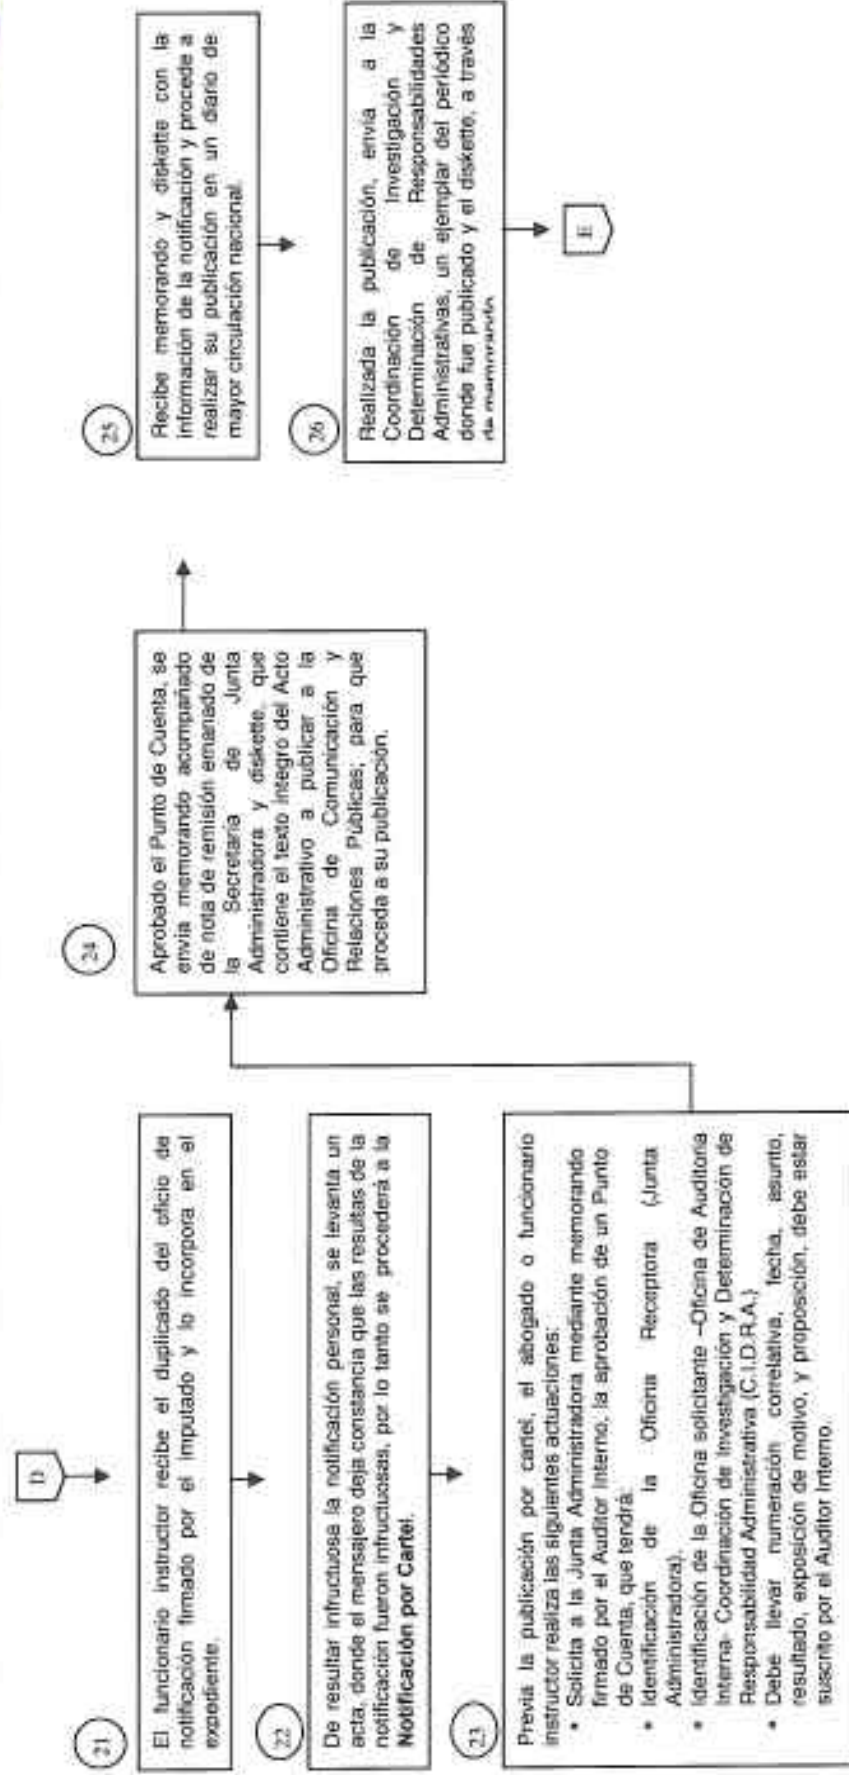 D
21
El funcionario instructor recibe el duplicado del oficio de
notificación firmado por el imputado y lo incorpora en el
expediente.
22
De resultar infructuosa la notificación personal, se levanta un
acta, donde el mensajero deja constancia que las resultas de la
notificación fueron infructuosas, por lo tanto se procederá a la
Notificación por Cartel.
23
Previa la publicación por cartel, el abogado o funcionario
instructor realiza las siguientes actuaciones:
• Solicita a la Junta Administradora mediante memorando
firmado por el Auditor Interno, la aprobación de un Punto
de Cuenta, que tendrá:
• Identificación de la Oficina Receptora (Junta
Administradora).
• Identificación de la Oficina solicitante –Oficina de Auditoria
Interna- Coordinación de Investigación y Determinación de
Responsabilidad Administrativa (C.I.D.R.A.)
• Debe llevar numeración correlativa, fecha, asunto,
resultado, exposición de motivo, y proposición, debe estar
suscrito por el Auditor Interno.
24
Aprobado el Punto de Cuenta, se
envía memorando acompañado
de nota de remisión emanado de
la Secretaria de Junta
Administradora y diskette, que
contiene el texto integro del Acto
Administrativo a publicar a la
Oficina de Comunicación y
Relaciones Públicas; para que
proceda a su publicación.
25
Recibe memorando y diskette con la
información de la notificación y procede a
realizar su publicación en un diario de
mayor circulación nacional.
26
Realizada la publicación, envía a la
Coordinación de Investigación y
Determinación de Responsabilidades
Administrativas, un ejemplar del periódico
donde fue publicado y el diskette, a través
de memorando
E